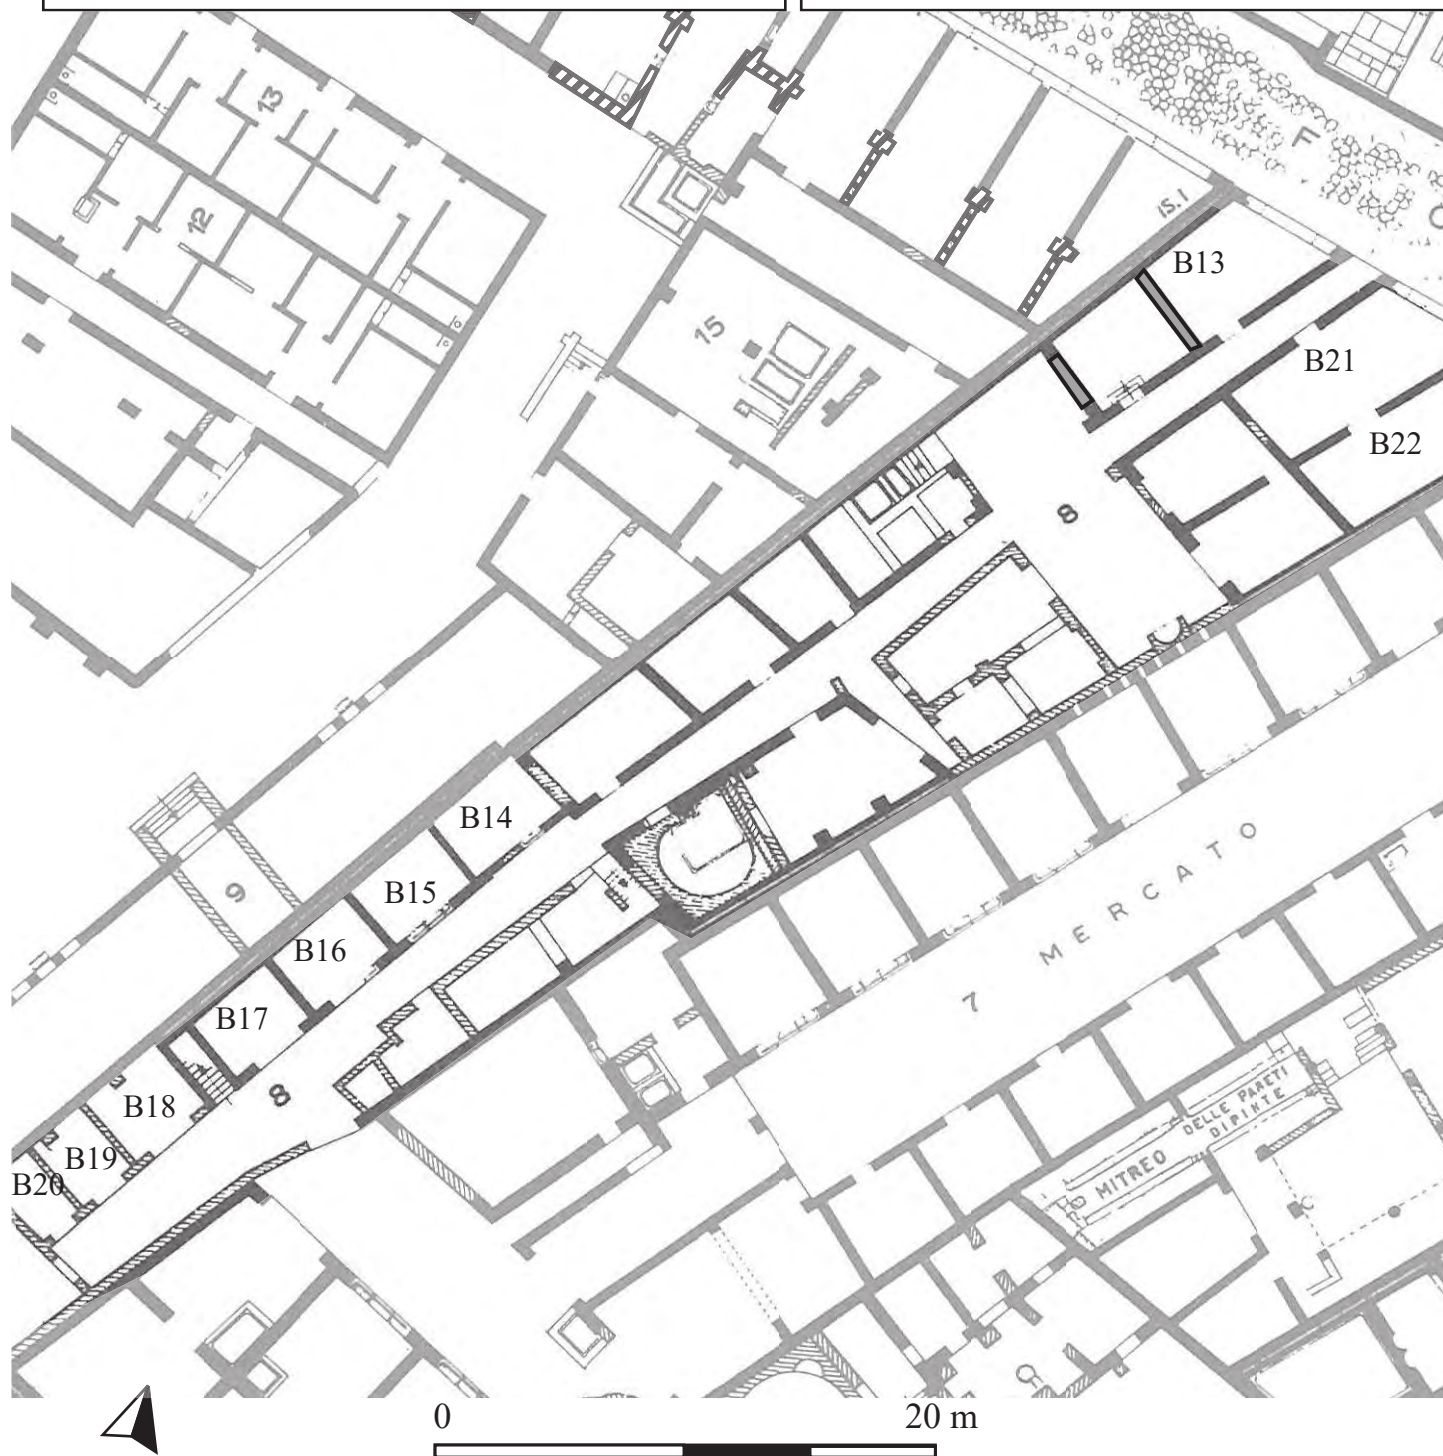 13
F
12
IS. I
O
B13
15
B21
B22
8
B14
MERCATO
B15
9
B16
7
B17
DELLE PARETI
DIPINTE
B18
8
MITREO
B19
B20
0
20 m